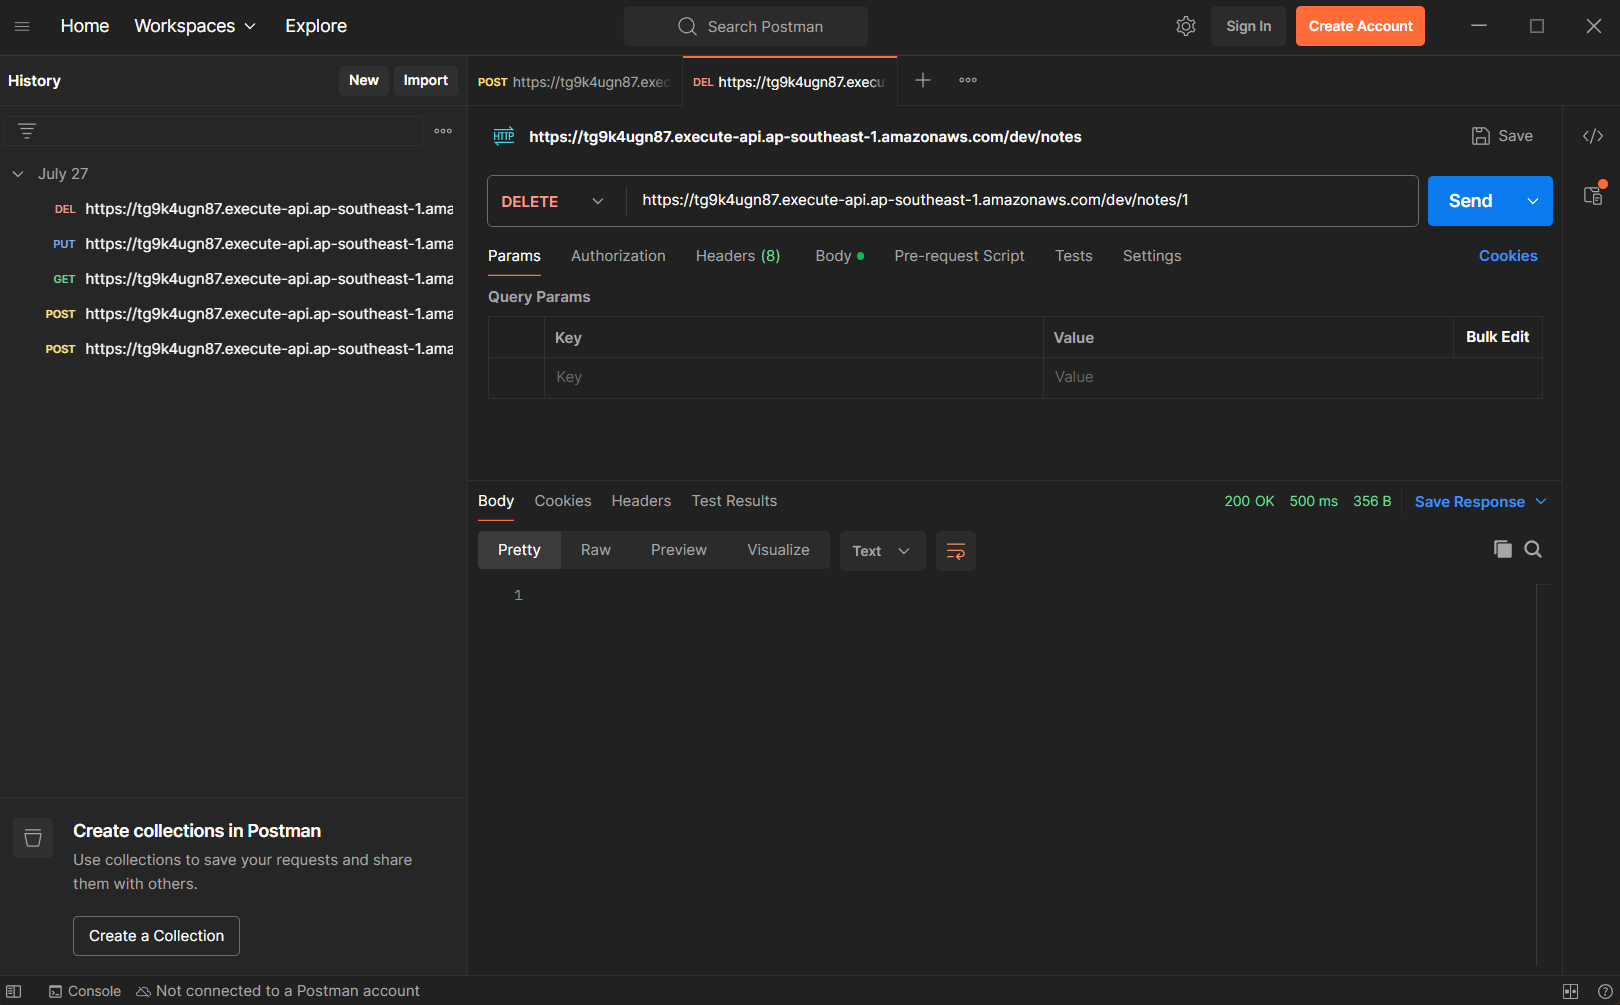 Home Workspaces Explore Search Postman Sign In Create Account
History New Import
July 27
DEL https://tg9k4ugn87.execute-api.ap-southeast-1.ama
PUT https://tg9k4ugn87.execute-api.ap-southeast-1.ama
GET https://tg9k4ugn87.execute-api.ap-southeast-1.ama
POST https://tg9k4ugn87.execute-api.ap-southeast-1.ama
POST https://tg9k4ugn87.execute-api.ap-southeast-1.ama
Create collections in Postman
Use collections to save your requests and share
them with others.
Create a Collection
POST https://tg9k4ugn87.exec DEL https://tg9k4ugn87.execu
HTTP https://tg9k4ugn87.execute-api.ap-southeast-1.amazonaws.com/dev/notes Save
DELETE https://tg9k4ugn87.execute-api.ap-southeast-1.amazonaws.com/dev/notes/1 Send
Params Authorization Headers (8) Body Pre-request Script Tests Settings Cookies
Query Params
Key Value Bulk Edit
Key Value
Body Cookies Headers Test Results 200 OK 500 ms 356 B Save Response
Pretty Raw Preview Visualize Text
1
Console Not connected to a Postman account